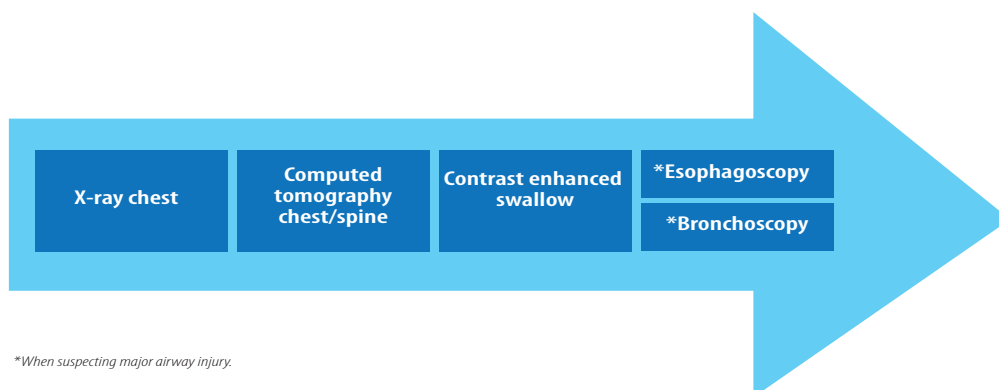 X-ray chest
Computed
tomography
chest/spine
Contrast enhanced
swallow
*Esophagoscopy
*Bronchoscopy
*When suspecting major airway injury.